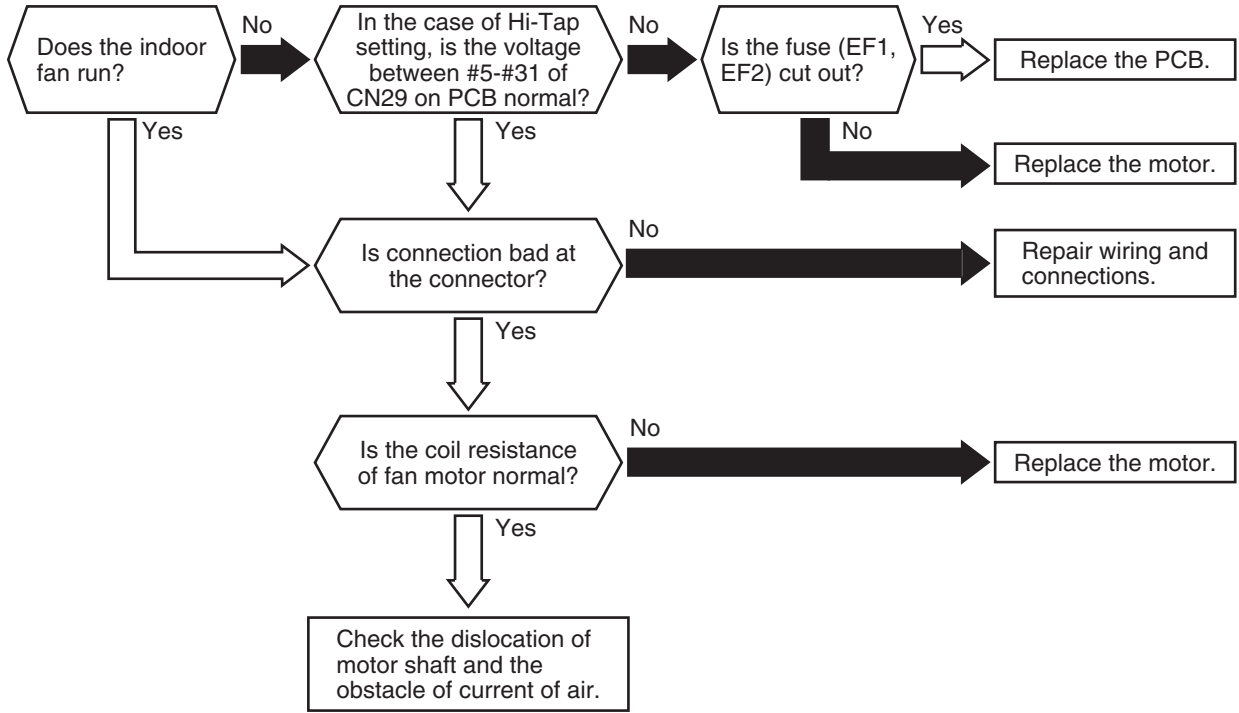 Does the indoor
fan run?
No
In the case of Hi-Tap
setting, is the voltage
between #5-#31 of
CN29 on PCB normal?
No
Is the fuse (EF1,
EF2) cut out?
Yes
Replace the PCB.
Yes
Yes
No
Replace the motor.
Is connection bad at
the connector?
No
Repair wiring and
connections.
Yes
Is the coil resistance
of fan motor normal?
No
Replace the motor.
Yes
Check the dislocation of
motor shaft and the
obstacle of current of air.